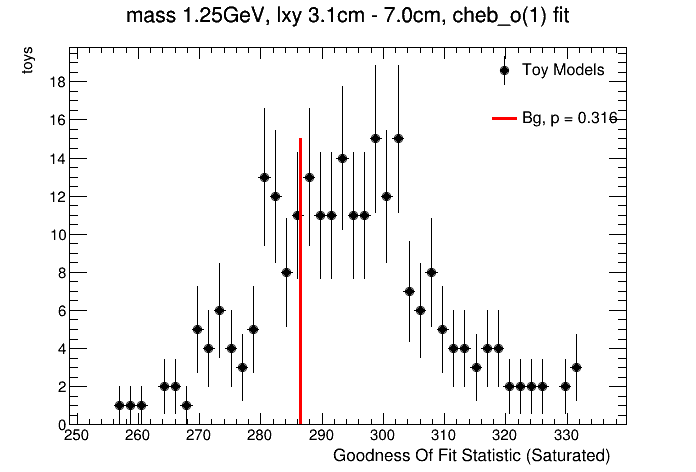 mass 1.25GeV, lxy 3.1cm - 7.0cm, cheb_o(1) fit
toys
Toy Models
Bg, p = 0.316
18
16
14
12
10
8
6
4
2
0
250 260 270 280 290 300 310 320 330
Goodness Of Fit Statistic (Saturated)